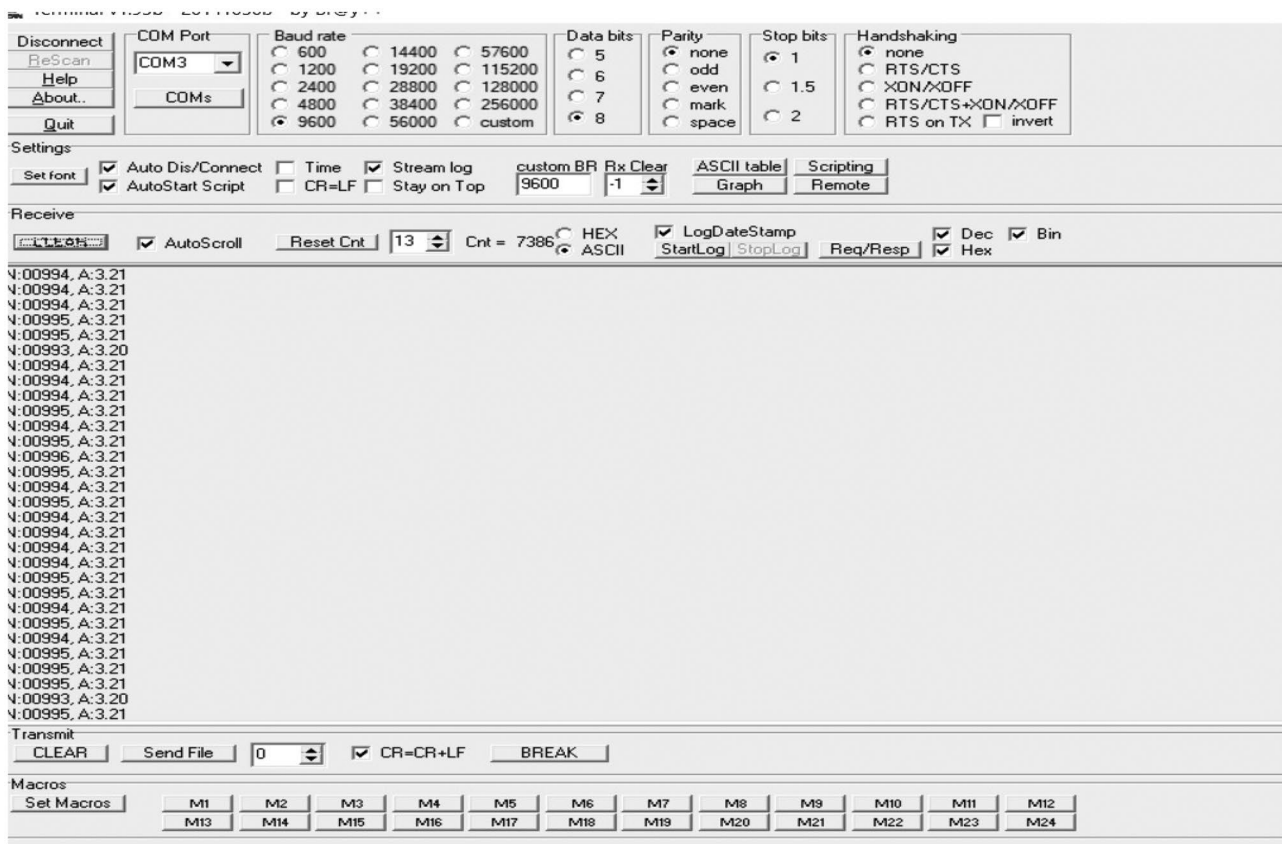 Disconnect
ReScan
Help
About..
Quit
COM Port
COM3
COMs
Baud rate
600 14400 57600
1200 19200 115200
2400 28800 128000
4800 38400 256000
9600 56000 custom
Data bits
5
6
7
8
Parity
none
odd
even
mark
space
Stop bits
1
1.5
2
Handshaking
none
RTS/CTS
XON/XOFF
RTS/CTS+XON/XOFF
RTS on TX invert
Settings
Set font
Auto Dis/Connect Time Stream log
AutoStart Script CR=LF Stay on Top
custom BR Rx Clear
9600 -1
ASCII table Scripting
Graph Remote
Receive
CLEAR AutoScroll Reset Cnt 13 Cnt = 7386
HEX
ASCII
LogDateStamp
StartLog StopLog Req/Resp
Dec Bin
Hex
N:00994, A:3.21
N:00994, A:3.21
N:00994, A:3.21
N:00995, A:3.21
N:00995, A:3.21
N:00993, A:3.20
N:00994, A:3.21
N:00994, A:3.21
N:00994, A:3.21
N:00995, A:3.21
N:00994, A:3.21
N:00995, A:3.21
N:00996, A:3.21
N:00995, A:3.21
N:00994, A:3.21
N:00995, A:3.21
N:00994, A:3.21
N:00994, A:3.21
N:00994, A:3.21
N:00994, A:3.21
N:00995, A:3.21
N:00995, A:3.21
N:00994, A:3.21
N:00995, A:3.21
N:00994, A:3.21
N:00995, A:3.21
N:00995, A:3.21
N:00995, A:3.21
N:00993, A:3.20
N:00995, A:3.21
Transmit
CLEAR Send File 0 CR=CR+LF BREAK
Macros
Set Macros M1 M2 M3 M4 M5 M6 M7 M8 M9 M10 M11 M12
M13 M14 M15 M16 M17 M18 M19 M20 M21 M22 M23 M24